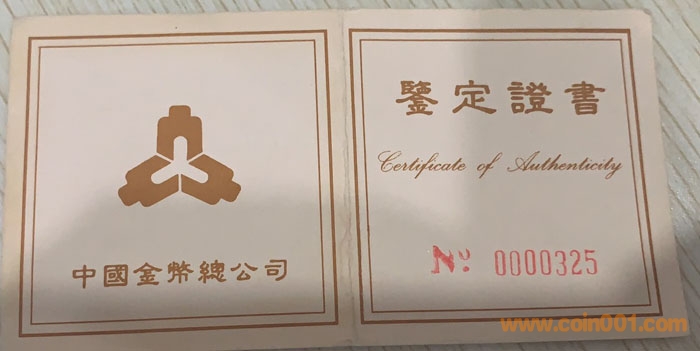 中國金幣總公司
鑒定證書
Certificate of Authenticity
Nº 0000325
www.coin001.com